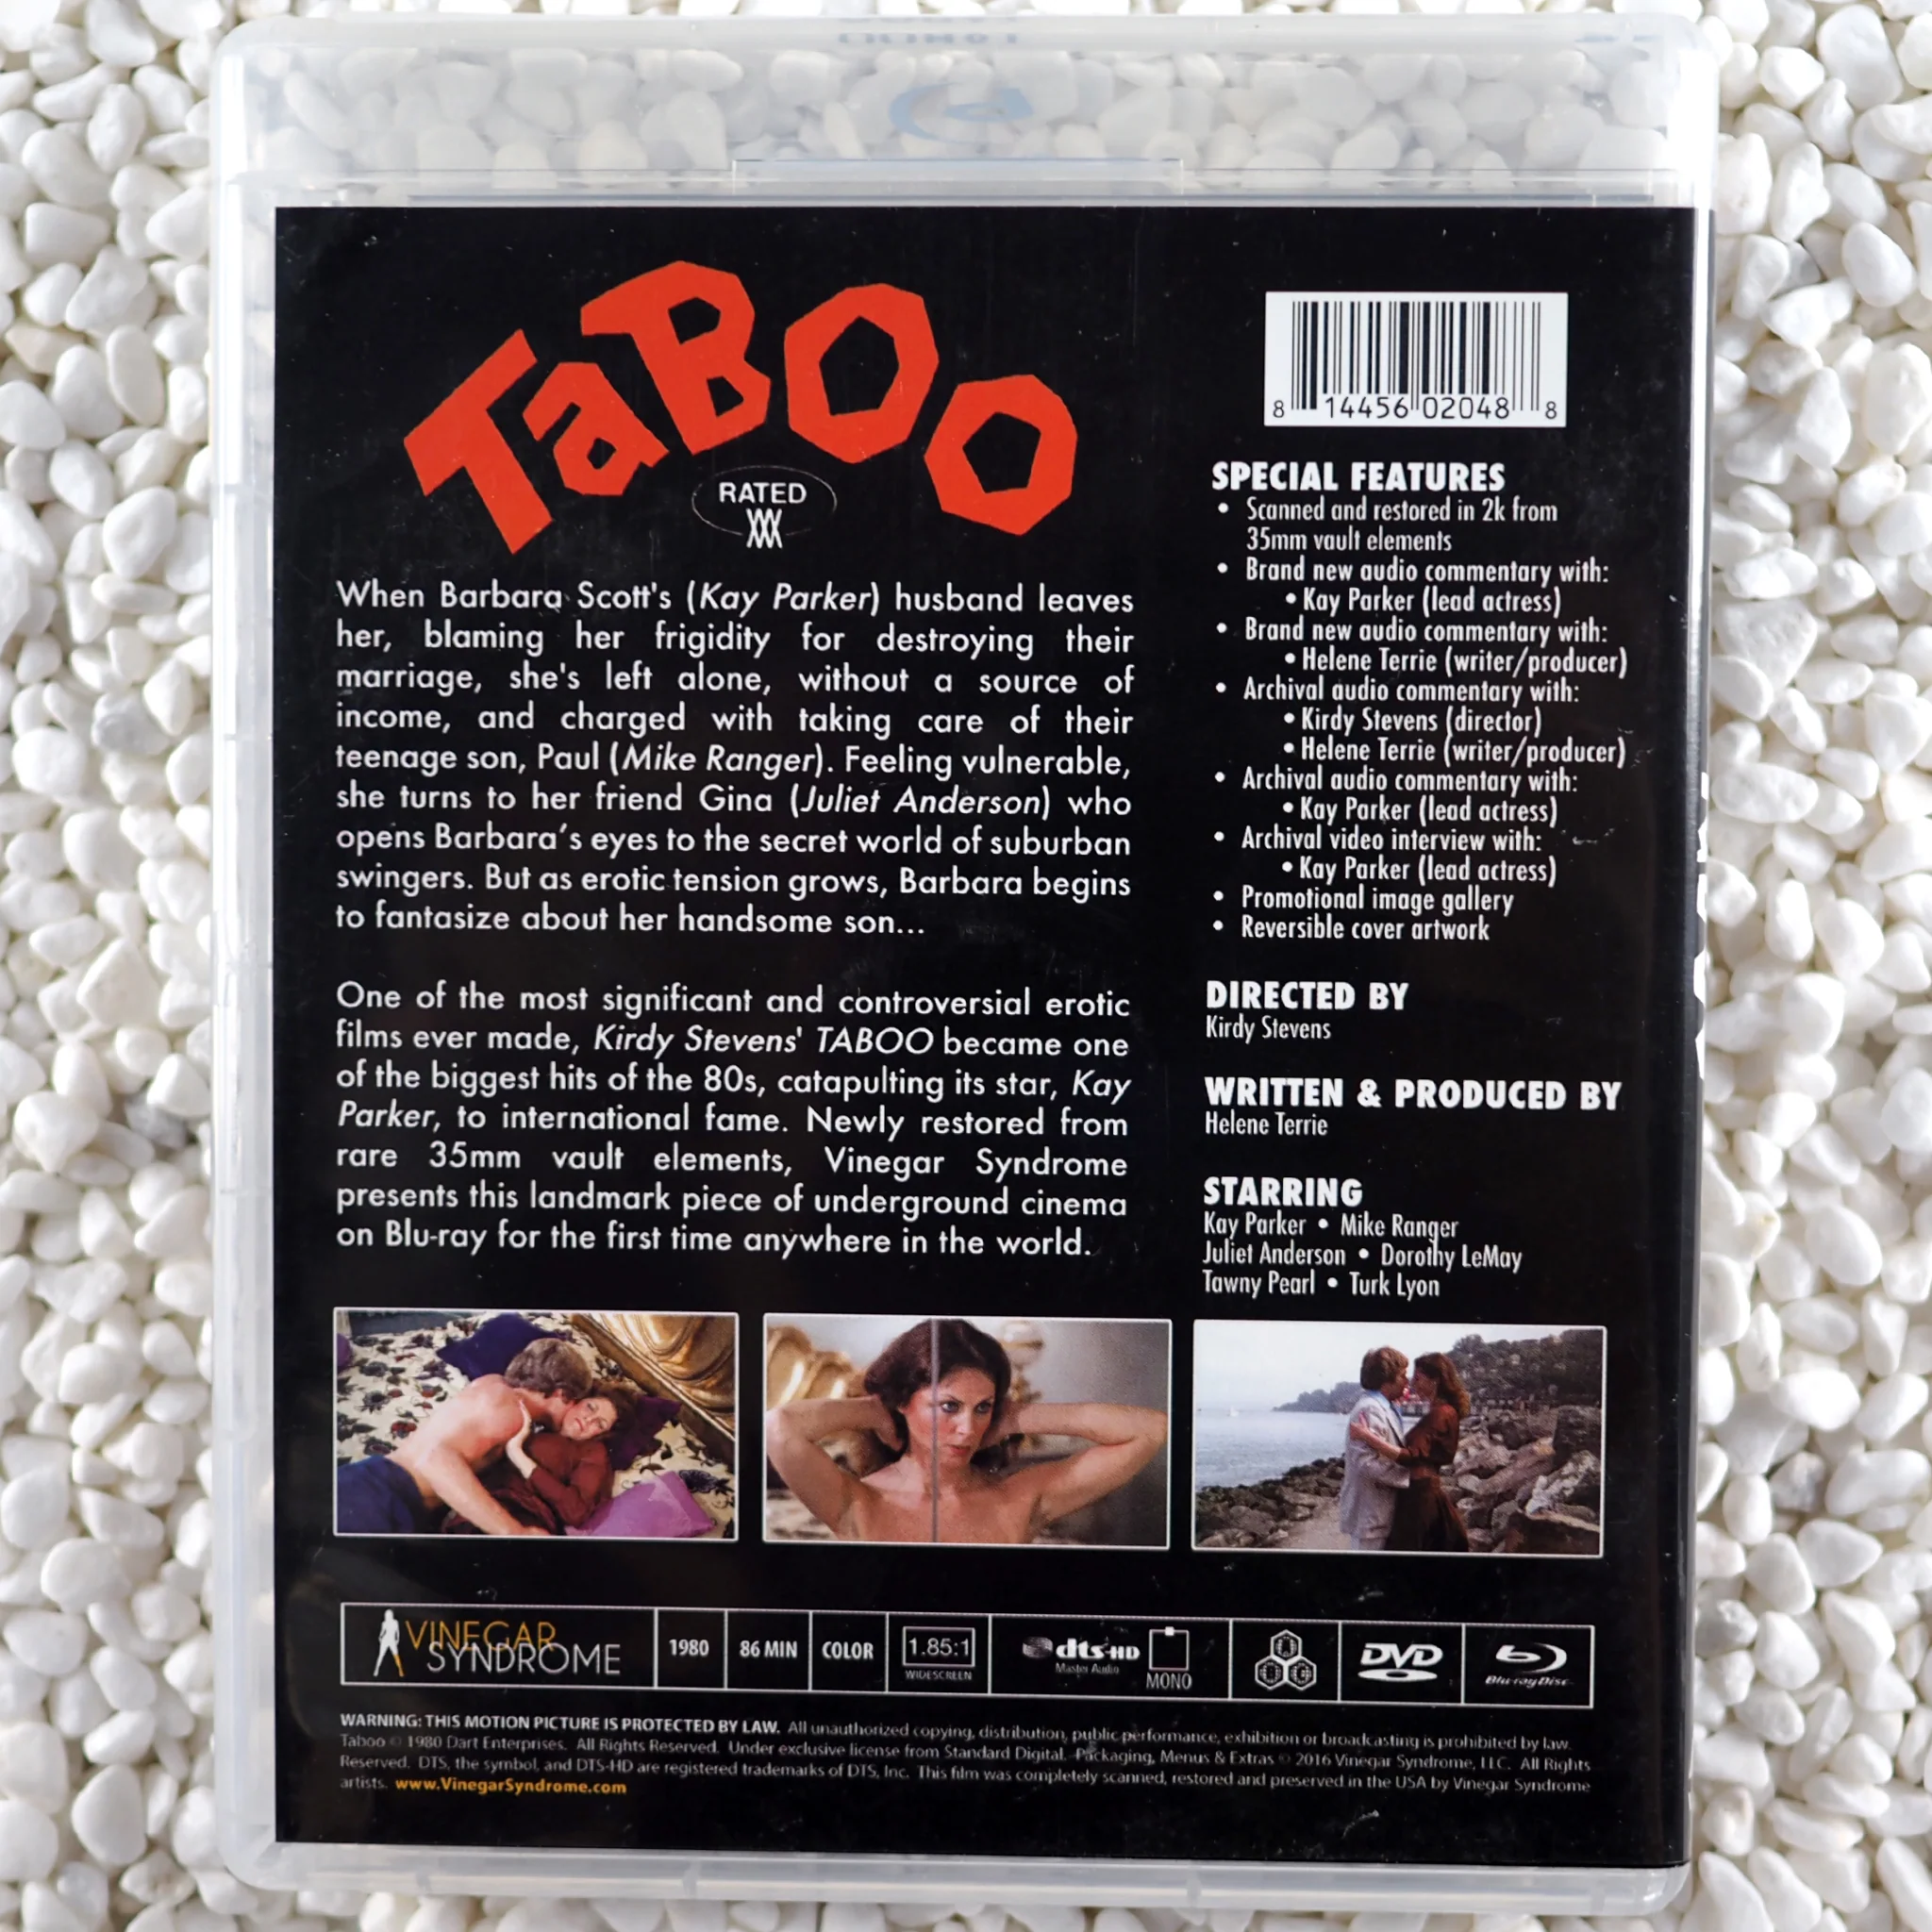 TABOO
RATED
XXX
When Barbara Scott's (Kay Parker) husband leaves
her, blaming her frigidity for destroying their
marriage, she's left alone, without a source of
income, and charged with taking care of their
teenage son, Paul (Mike Ranger). Feeling vulnerable,
she turns to her friend Gina (Juliet Anderson) who
opens Barbara's eyes to the secret world of suburban
swingers. But as erotic tension grows, Barbara begins
to fantasize about her handsome son...
One of the most significant and controversial erotic
films ever made, Kirdy Stevens' TABOO became one
of the biggest hits of the 80s, catapulting its star, Kay
Parker, to international fame. Newly restored from
rare 35mm vault elements, Vinegar Syndrome
presents this landmark piece of underground cinema
on Blu-ray for the first time anywhere in the world.
8 14456 02048 8
SPECIAL FEATURES
• Scanned and restored in 2k from
35mm vault elements
• Brand new audio commentary with:
• Kay Parker (lead actress)
• Brand new audio commentary with:
• Helene Terrie (writer/producer)
• Archival audio commentary with:
• Kirdy Stevens (director)
• Helene Terrie (writer/producer)
• Archival audio commentary with:
• Kay Parker (lead actress)
• Archival video interview with:
• Kay Parker (lead actress)
• Promotional image gallery
• Reversible cover artwork
DIRECTED BY
Kirdy Stevens
WRITTEN & PRODUCED BY
Helene Terrie
STARRING
Kay Parker • Mike Ranger
Juliet Anderson • Dorothy LeMay
Tawny Pearl • Turk Lyon
VINEGAR
SYNDROME
1980
86 MIN
COLOR
1.85:1
WIDESCREEN
dts-HD
Master Audio
MONO
DVD
Blu-ray Disc
WARNING: THIS MOTION PICTURE IS PROTECTED BY LAW. All unauthorized copying, distribution, public performance, exhibition or broadcasting is prohibited by law.
Taboo © 1980 Dart Enterprises. All Rights Reserved. Under exclusive license from Standard Digital. Packaging, Menus & Extras © 2016 Vinegar Syndrome, LLC. All Rights
Reserved. DTS, the symbol, and DTS-HD are registered trademarks of DTS, Inc. This film was completely scanned, restored and preserved in the USA by Vinegar Syndrome
artists. www.VinegarSyndrome.com